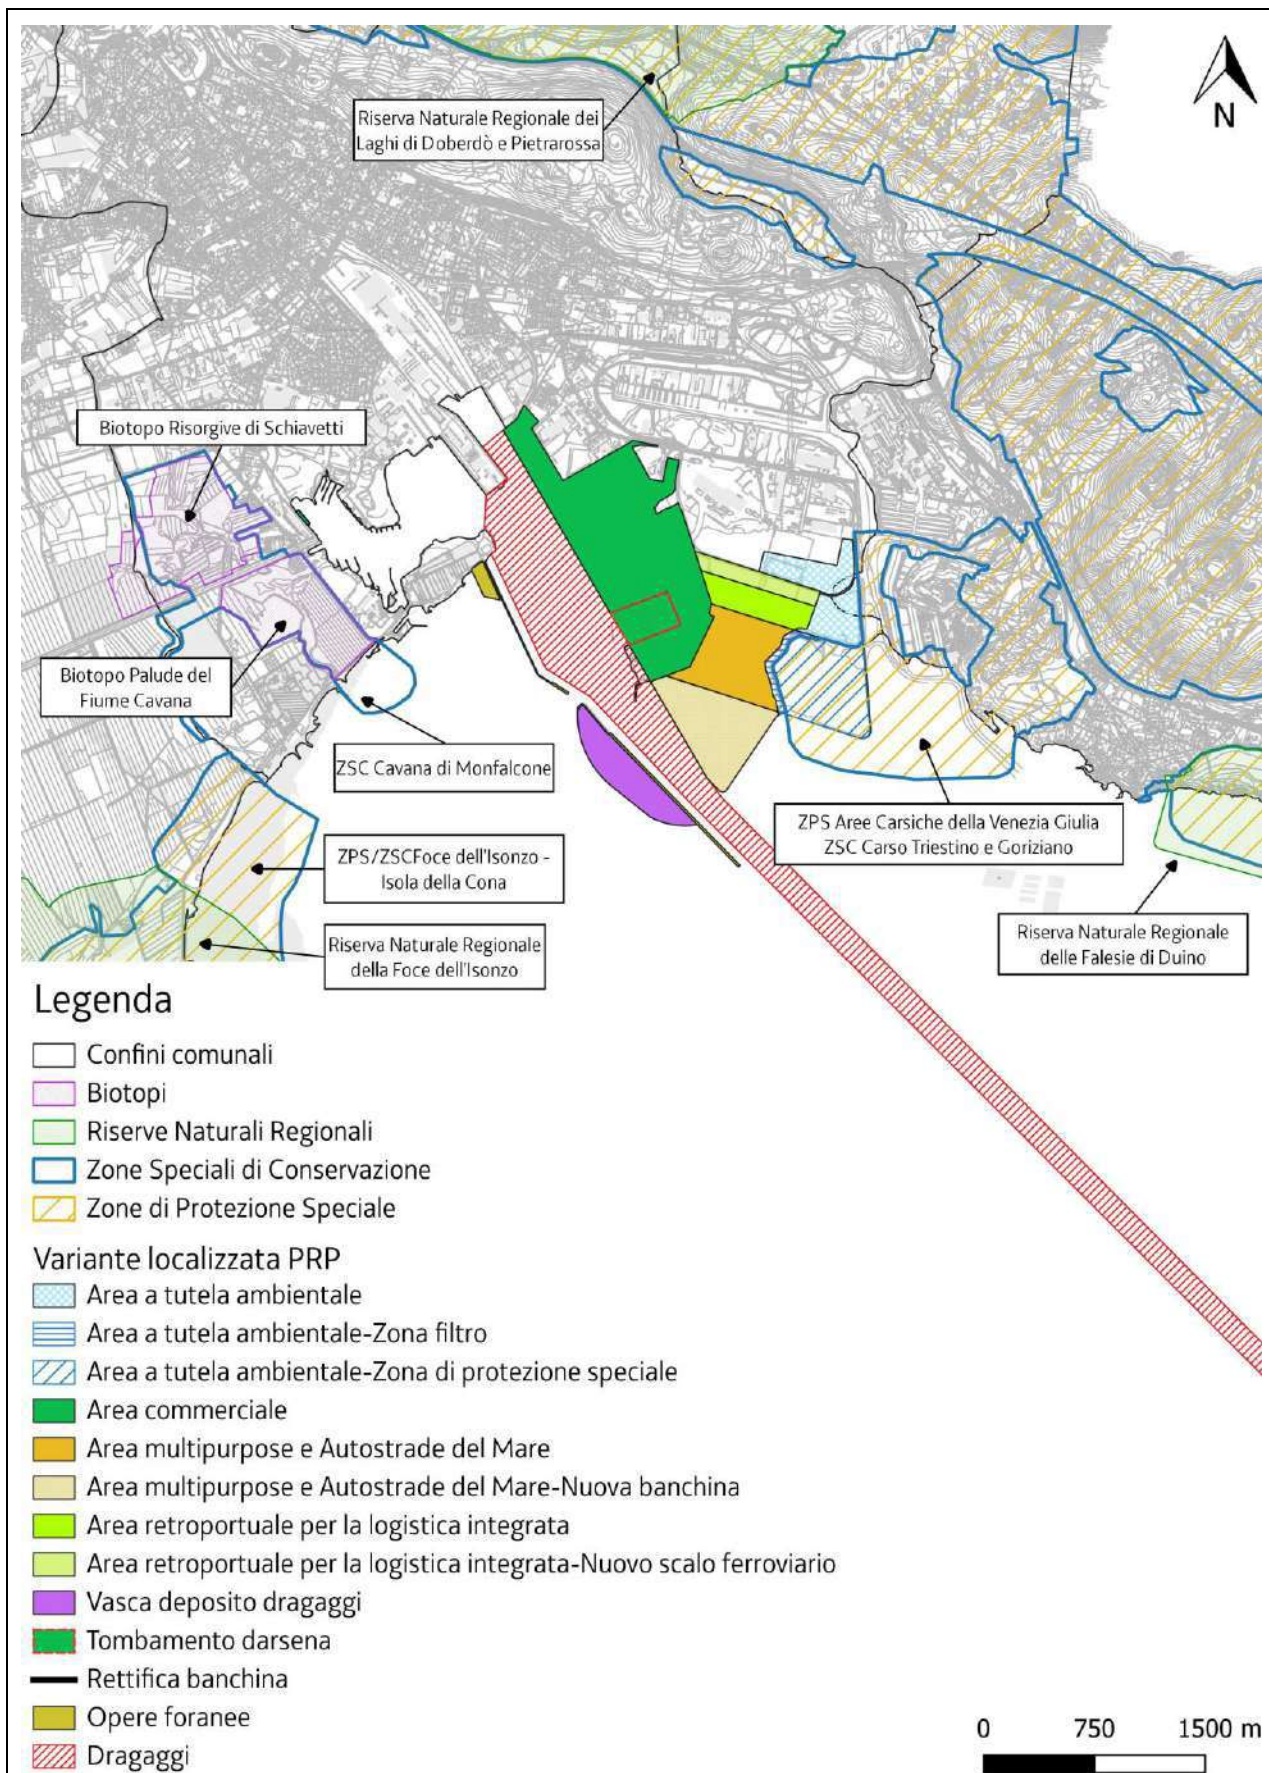 Riserva Naturale Regionale dei
Laghi di Doberdò e Pietrarossa
N
Biotopo Risorgive di Schiavetti
Biotopo Palude del
Fiume Cavana
ZSC Cavana di Monfalcone
ZPS Aree Carsiche della Venezia Giulia
ZSC Carso Triestino e Goriziano
ZPS/ZSCFoce dell'Isonzo -
Isola della Cona
Riserva Naturale Regionale
delle Falesie di Duino
Riserva Naturale Regionale
della Foce dell'Isonzo
Legenda
Confini comunali
Biotopi
Riserve Naturali Regionali
Zone Speciali di Conservazione
Zone di Protezione Speciale
Variante localizzata PRP
Area a tutela ambientale
Area a tutela ambientale-Zona filtro
Area a tutela ambientale-Zona di protezione speciale
Area commerciale
Area multipurpose e Autostrade del Mare
Area multipurpose e Autostrade del Mare-Nuova banchina
Area retroportuale per la logistica integrata
Area retroportuale per la logistica integrata-Nuovo scalo ferroviario
Vasca deposito dragaggi
Tombamento darsena
Rettifica banchina
Opere foranee
Dragaggi
0 750 1500 m